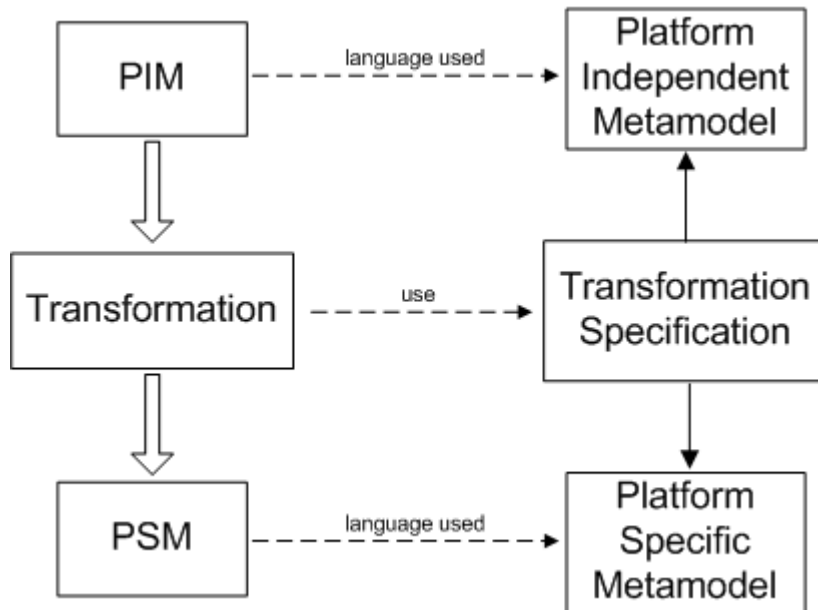 PIM
language used
Platform
Independent
Metamodel
Transformation
use
Transformation
Specification
PSM
language used
Platform
Specific
Metamodel